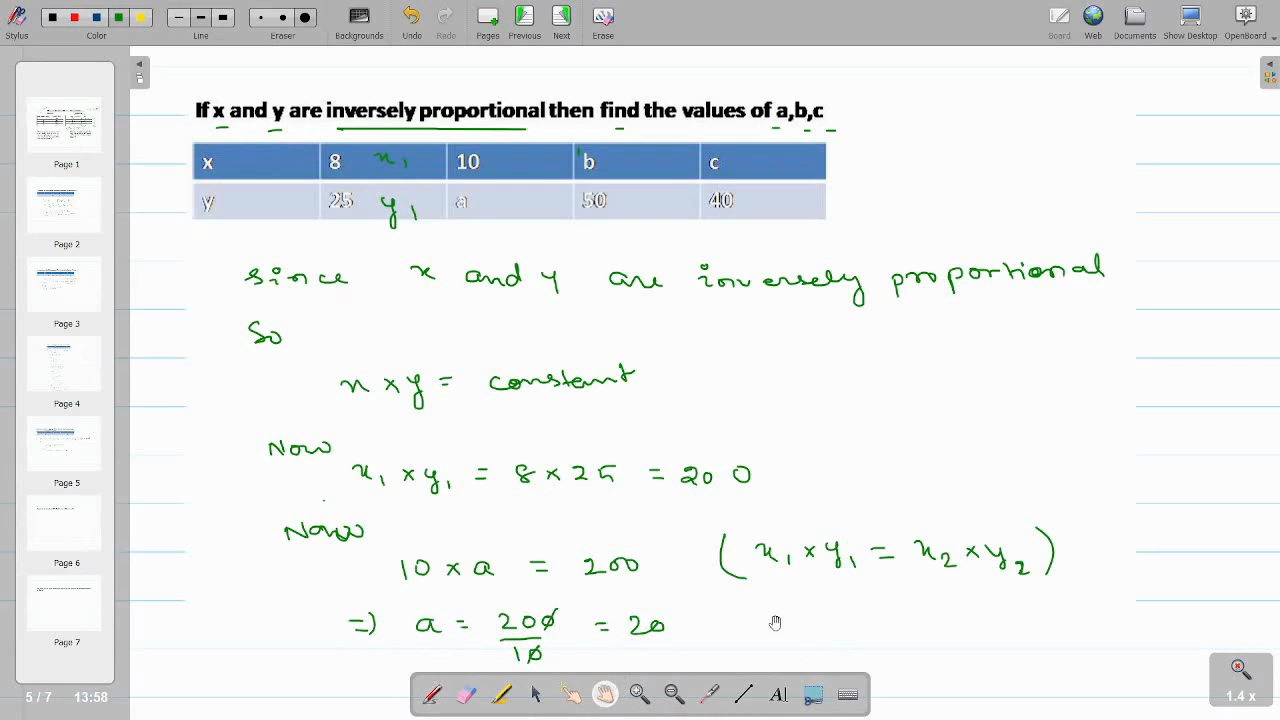 Stylus Color Line Eraser Backgrounds Undo Redo Pages Previous Next Erase Board Web Documents Show Desktop OpenBoard
Page 1
Page 2
Page 3
Page 4
Page 5
Page 6
Page 7
If x and y are inversely proportional then find the values of a,b,c
x 8 x₁ 10 b c
y 25 y₁ a 50 40
since x and y are inversely proportional
So
x × y = constant
Now
x₁ × y₁ = 8 × 25 = 200
Now
10 × a = 200 (x₁ × y₁ = x₂ × y₂)
⇒ a = 200/10 = 20
5 / 7 13:58
AI
1.4 x